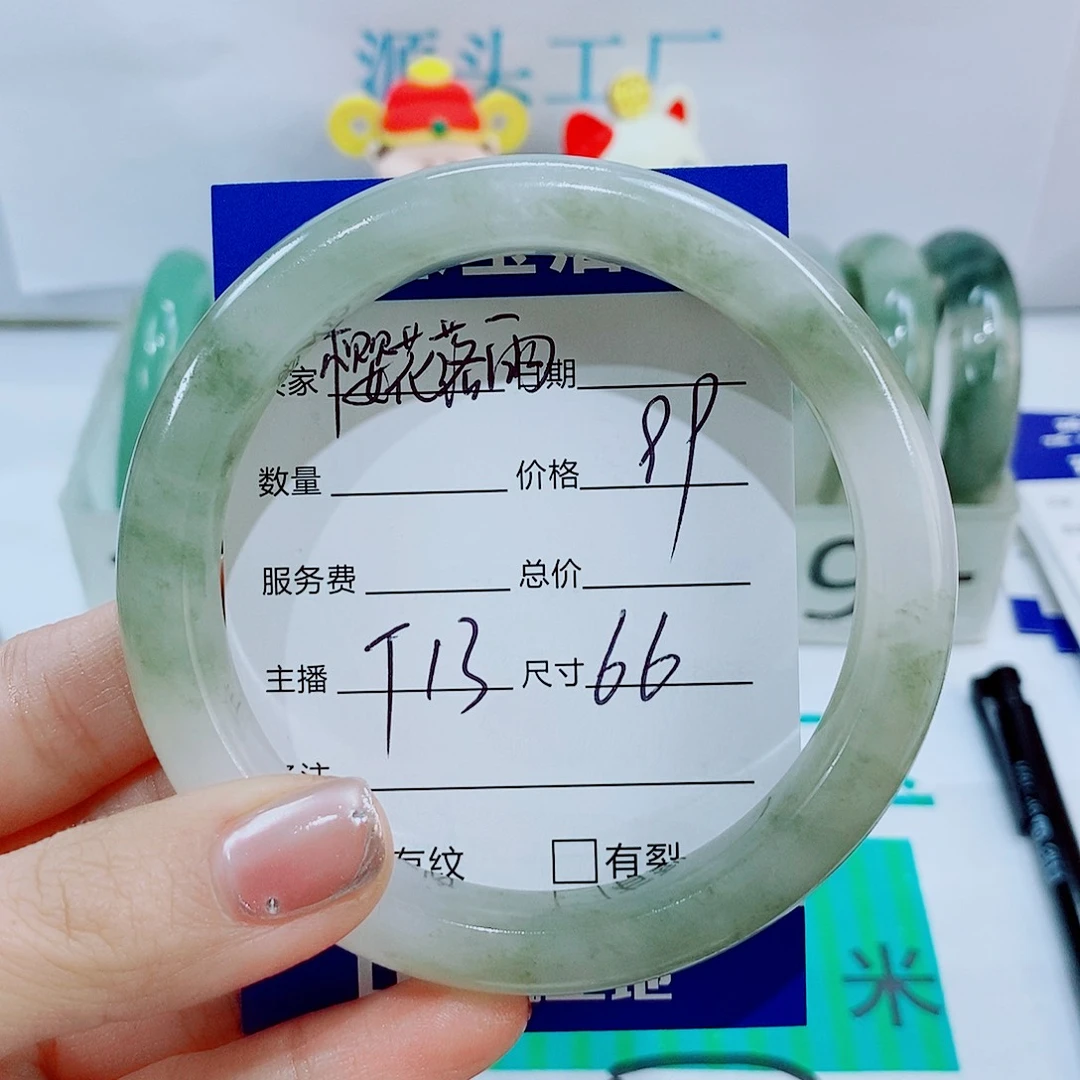 源头工厂
家 樱花落雨 日期
数量 价格 89
服务费 总价
主播 T13 尺寸 66
有纹 有裂
9
米